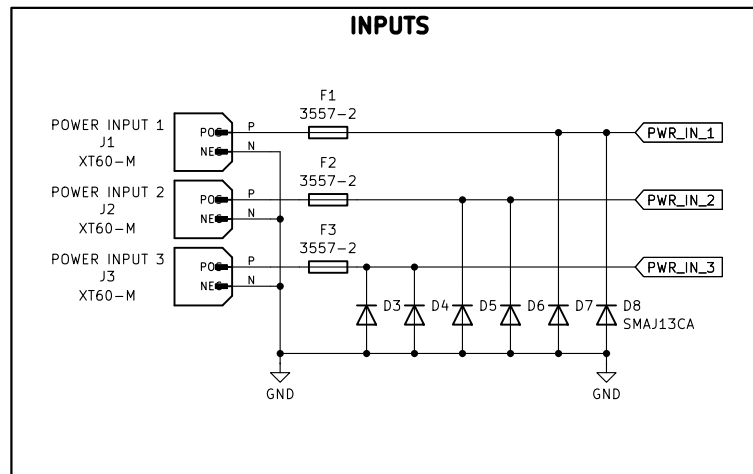 INPUTS
F1
3557-2
POWER INPUT 1
J1
XT60-M
POS
P
NEG
N
PWR_IN_1
F2
3557-2
POWER INPUT 2
J2
XT60-M
POS
P
NEG
N
PWR_IN_2
F3
3557-2
POWER INPUT 3
J3
XT60-M
POS
P
NEG
N
PWR_IN_3
D3
D4
D5
D6
D7
D8
SMAJ13CA
GND
GND